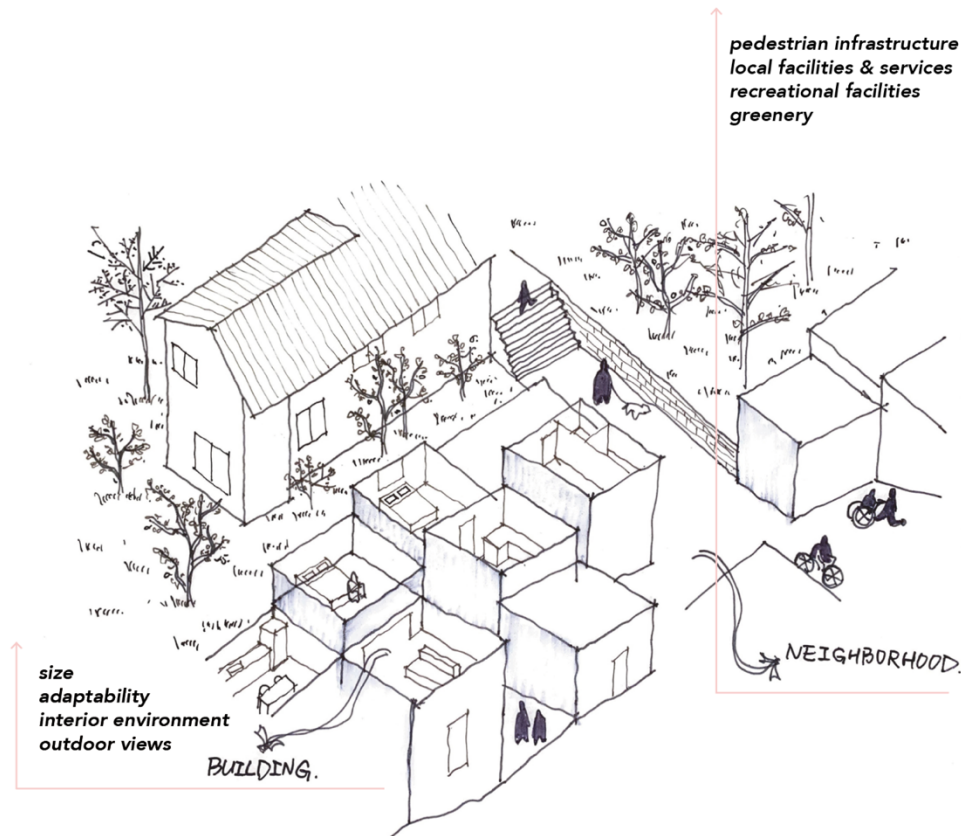 pedestrian infrastructure
local facilities & services
recreational facilities
greenery
NEIGHBORHOOD.
size
adaptability
interior environment
outdoor views
BUILDING.